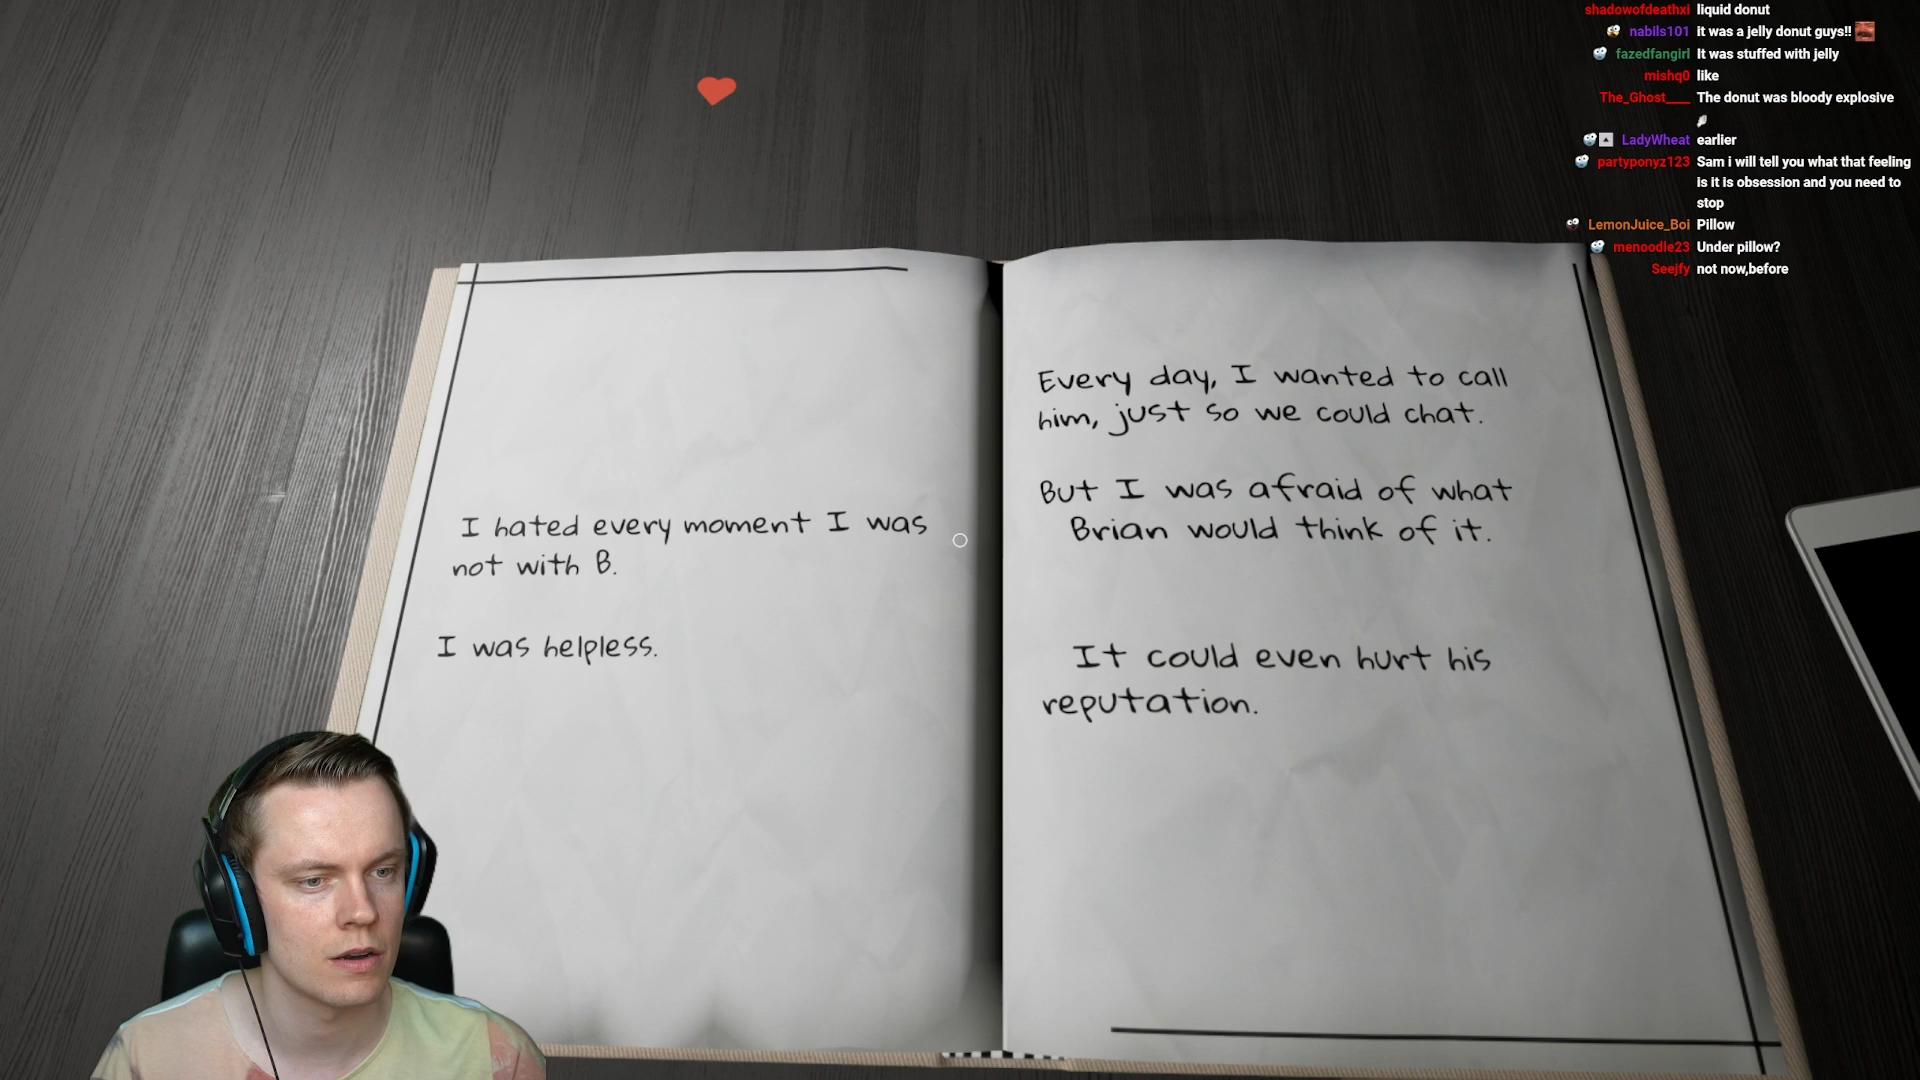 I hated every moment I was
not with B.
I was helpless.
Every day, I wanted to call
him, just so we could chat.
But I was afraid of what
Brian would think of it.
It could even hurt his
reputation.
shadowofdeathxi liquid donut
nabils101 It was a jelly donut guys!!
fazedfangirl It was stuffed with jelly
mishq0 like
The_Ghost____ The donut was bloody explosive
LadyWheat earlier
partyponyz123 Sam i will tell you what that feeling
is it is obsession and you need to
stop
LemonJuice_Boi Pillow
menoodle23 Under pillow?
Seejfy not now,before